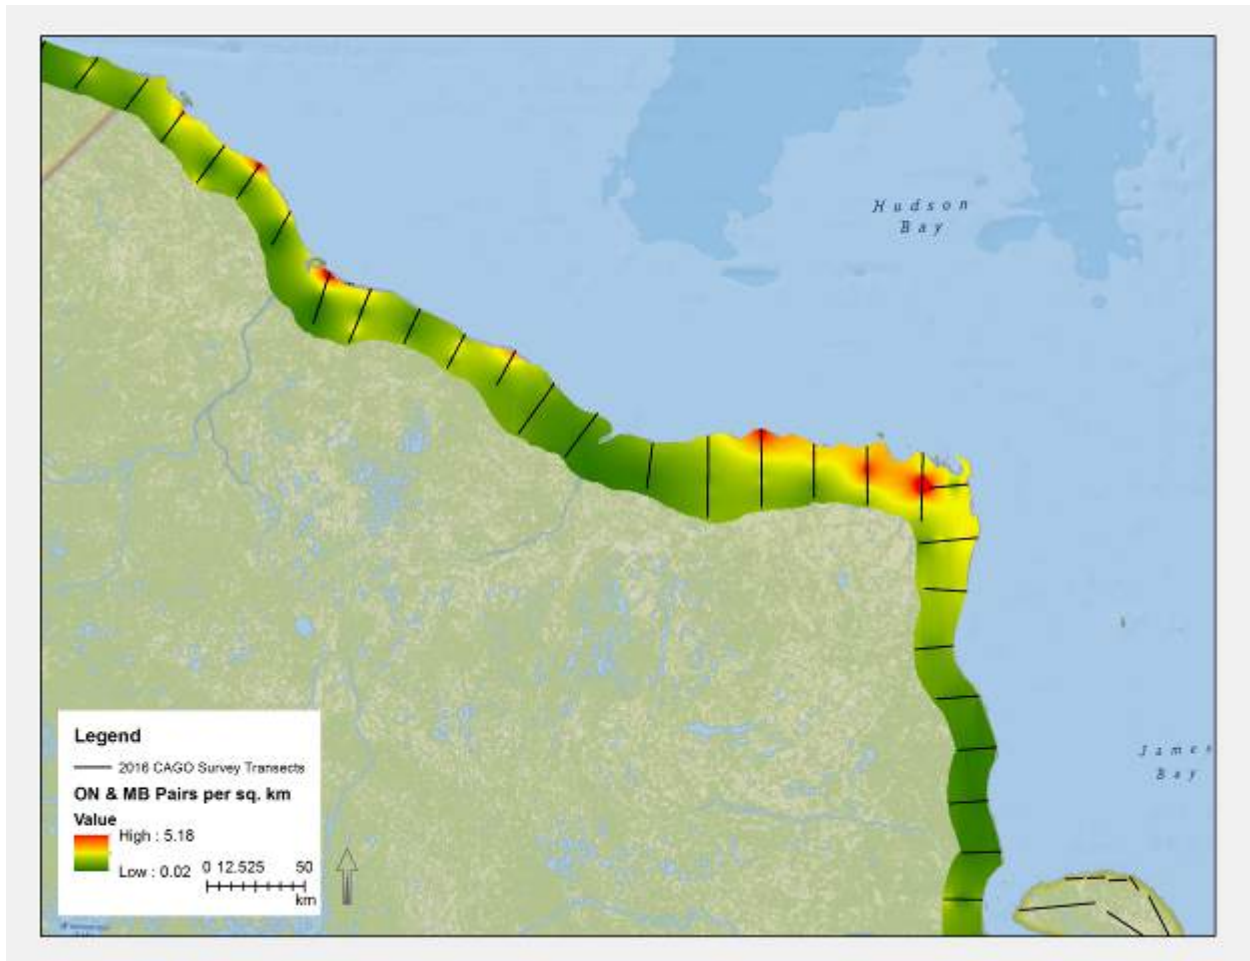 Hudson
Bay
James
Bay
Legend
2016 CAGO Survey Transects
ON & MB Pairs per sq. km
Value
High : 5.18
Low : 0.02
0 12.525 50
km